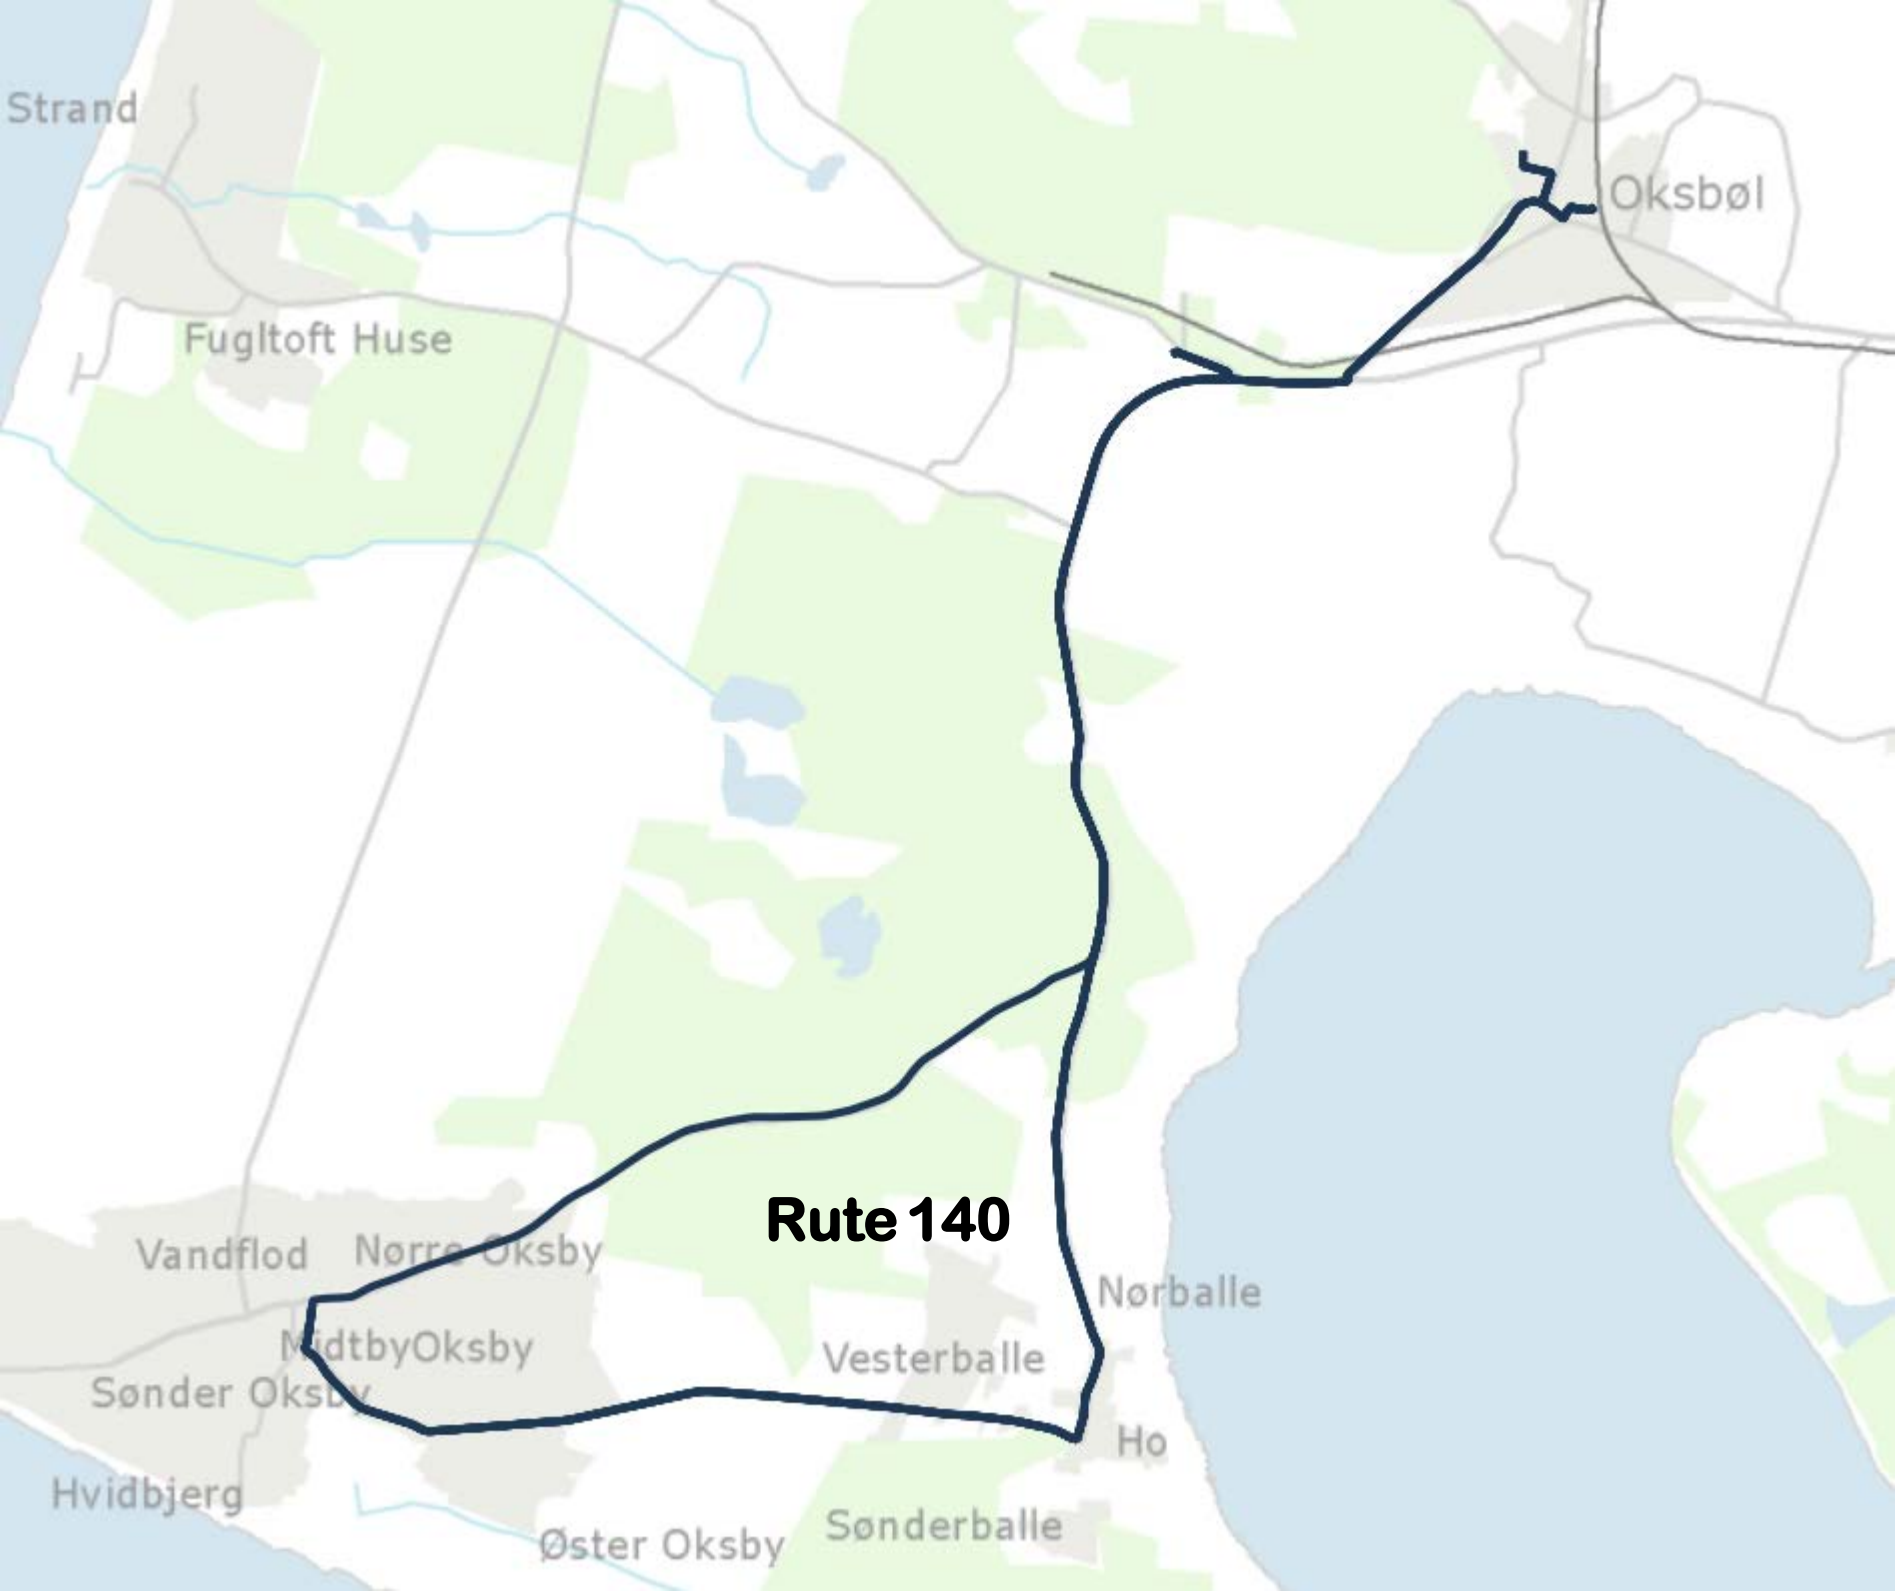 Strand
Oksbøl
Fugltoft Huse
Rute 140
Vandflod
Nørre Oksby
Nørballe
MidtbyOksby
Vesterballe
Sønder Oksby
Ho
Hvidbjerg
Sønderballe
Øster Oksby